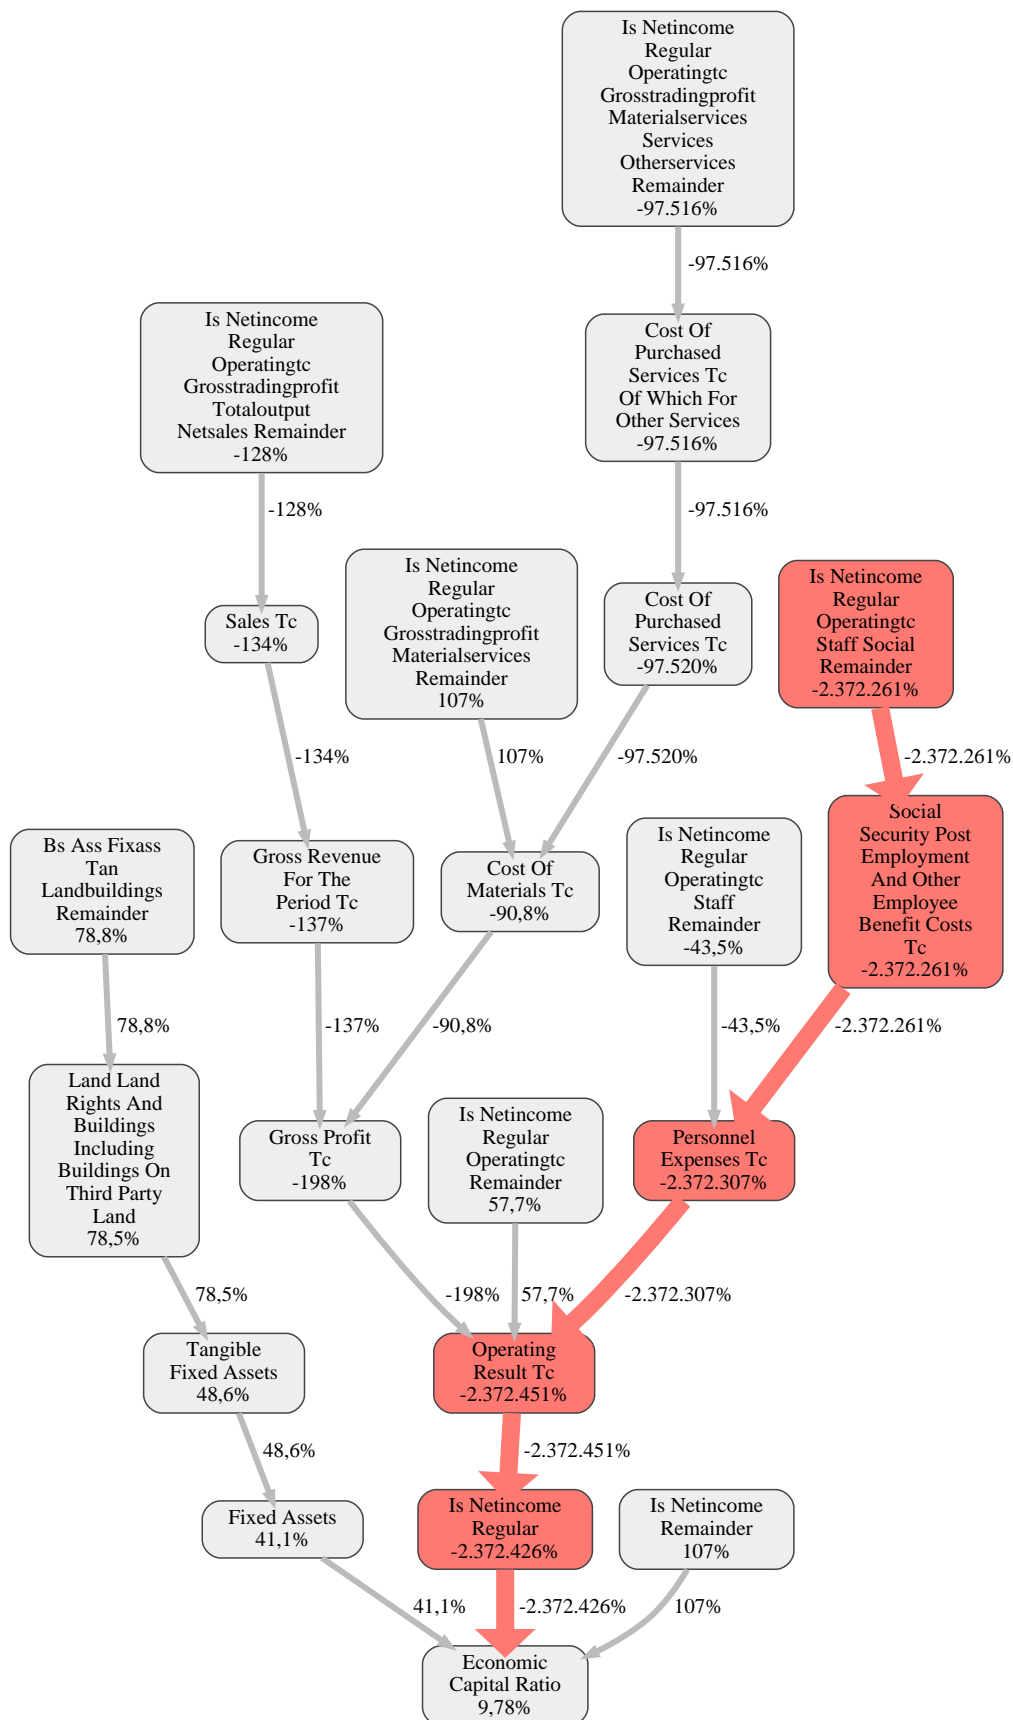 Is Netincome
Regular
Operatingtc
Grosstradingprofit
Materialservices
Services
Otherservices
Remainder
-97.516%
-97.516%
Is Netincome
Regular
Operatingtc
Grosstradingprofit
Totaloutput
Netsales Remainder
-128%
Cost Of
Purchased
Services Tc
Of Which For
Other Services
-97.516%
-128%
-97.516%
Is Netincome
Regular
Operatingtc
Grosstradingprofit
Materialservices
Remainder
107%
Is Netincome
Regular
Operatingtc
Staff Social
Remainder
-2.372.261%
Sales Tc
-134%
Cost Of
Purchased
Services Tc
-97.520%
-134%
107%
-97.520%
-2.372.261%
Bs Ass Fixass
Tan
Landbuildings
Remainder
78,8%
Gross Revenue
For The
Period Tc
-137%
Cost Of
Materials Tc
-90,8%
Is Netincome
Regular
Operatingtc
Staff
Remainder
-43,5%
Social
Security Post
Employment
And Other
Employee
Benefit Costs
Tc
-2.372.261%
78,8%
-137%
-90,8%
-43,5%
-2.372.261%
Land Land
Rights And
Buildings
Including
Buildings On
Third Party
Land
78,5%
Gross Profit
Tc
-198%
Is Netincome
Regular
Operatingtc
Remainder
57,7%
Personnel
Expenses Tc
-2.372.307%
78,5%
-198%
57,7%
-2.372.307%
Tangible
Fixed Assets
48,6%
Operating
Result Tc
-2.372.451%
48,6%
-2.372.451%
Fixed Assets
41,1%
Is Netincome
Regular
-2.372.426%
Is Netincome
Remainder
107%
41,1%
-2.372.426%
107%
Economic
Capital Ratio
9,78%